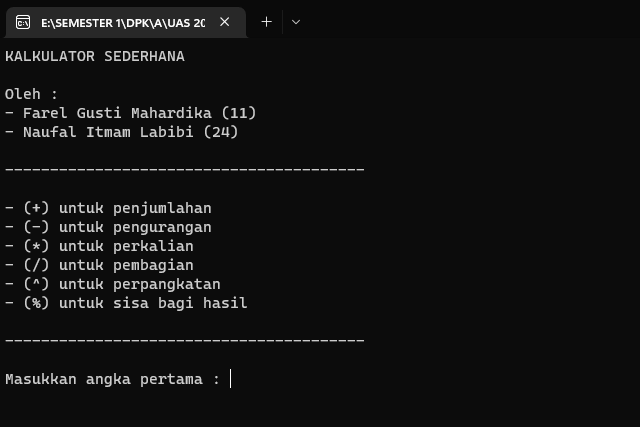 E:\SEMESTER 1\DPK\A\UAS 20
KALKULATOR SEDERHANA
Oleh :
- Farel Gusti Mahardika (11)
- Naufal Itmam Labibi (24)
----------------------------------------
- (+) untuk penjumlahan
- (-) untuk pengurangan
- (*) untuk perkalian
- (/) untuk pembagian
- (^) untuk perpangkatan
- (%) untuk sisa bagi hasil
----------------------------------------
Masukkan angka pertama :